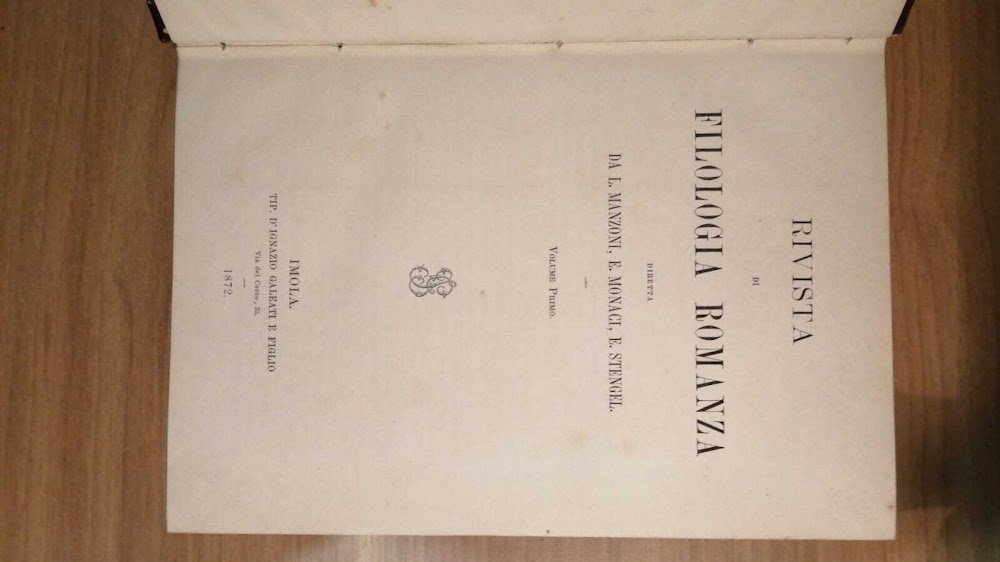 RIVISTA
DI
FILOLOGIA ROMANZA
DIRETTA
DA L. MANZONI, E. MONACI, E. STENGEL.
VOLUME PRIMO.
IMOLA.
TIP. D'IGNAZIO GALEATI E FIGLIO
Via del Corso, 35.
1872.